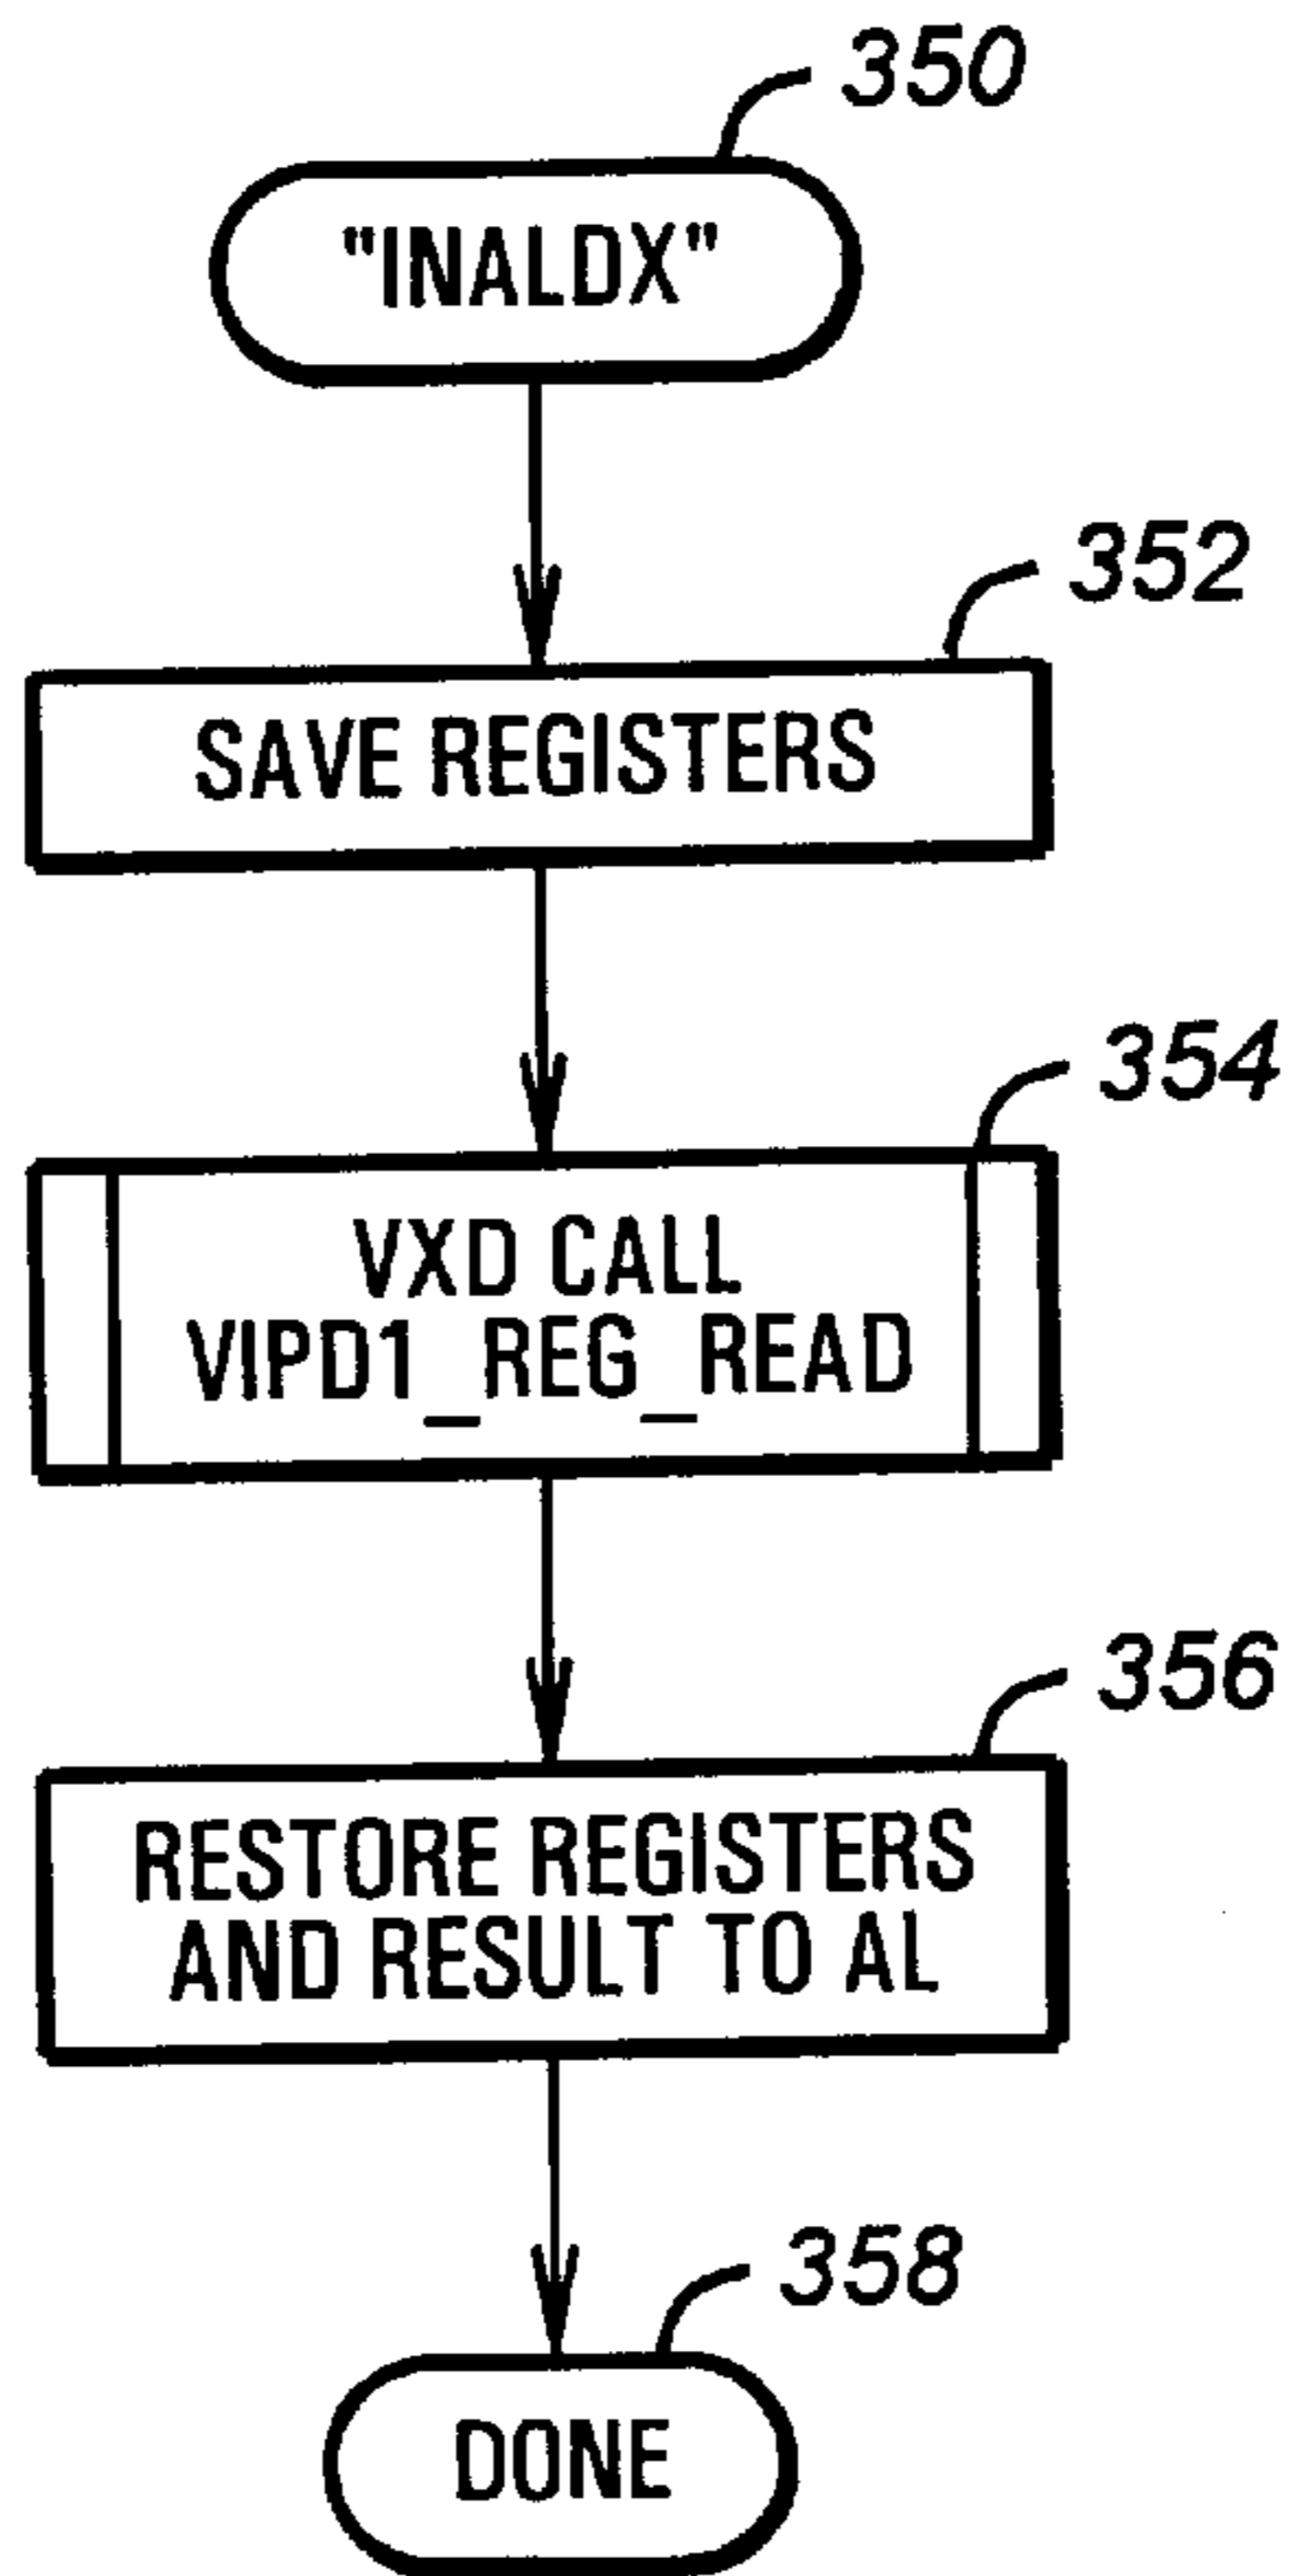 350
"INALDX"
352
SAVE REGISTERS
354
VXD CALL
VIPD1_REG_READ
356
RESTORE REGISTERS
AND RESULT TO AL
358
DONE